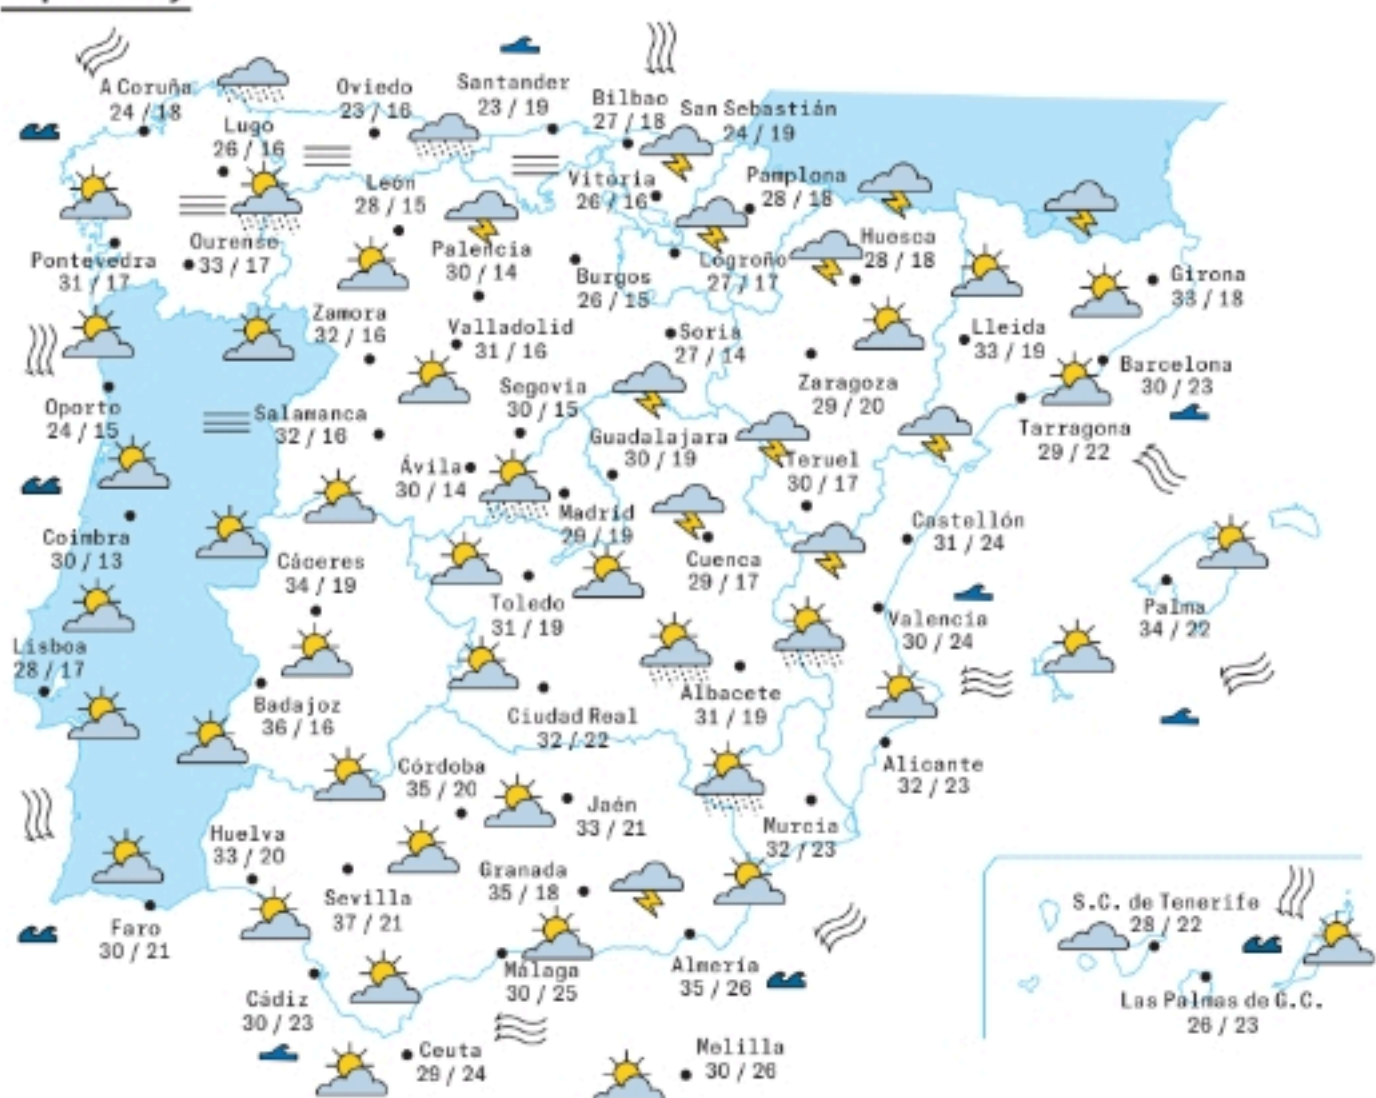 A Coruña
24 / 18
Lugo
26 / 16
Oviedo
23 / 16
Santander
23 / 19
Bilbao
27 / 18
San Sebastián
24 / 19
Vitoria
26 / 16
Pamplona
28 / 18
León
28 / 15
Palencia
30 / 14
Burgos
26 / 15
Logroño
27 / 17
Huesca
28 / 18
Girona
33 / 18
Pontevedra
31 / 17
Ourense
33 / 17
Zamora
32 / 16
Valladolid
31 / 16
Soria
27 / 14
Lleida
33 / 19
Barcelona
30 / 23
Zaragoza
29 / 20
Tarragona
29 / 22
Oporto
24 / 15
Salamanca
32 / 16
Segovia
30 / 15
Guadalajara
30 / 19
Ávila
30 / 14
Teruel
30 / 17
Madrid
29 / 19
Castellón
31 / 24
Coimbra
30 / 13
Cáceres
34 / 19
Cuenca
29 / 17
Toledo
31 / 19
Valencia
30 / 24
Palma
34 / 22
Lisboa
28 / 17
Badajoz
36 / 16
Ciudad Real
32 / 22
Albacete
31 / 19
Alicante
32 / 23
Córdoba
35 / 20
Jaén
33 / 21
Murcia
32 / 23
Huelva
33 / 20
Sevilla
37 / 21
Granada
35 / 18
Faro
30 / 21
Málaga
30 / 25
Almería
35 / 26
Cádiz
30 / 23
Ceuta
29 / 24
Melilla
30 / 26
S.C. de Tenerife
28 / 22
Las Palmas de G.C.
26 / 23